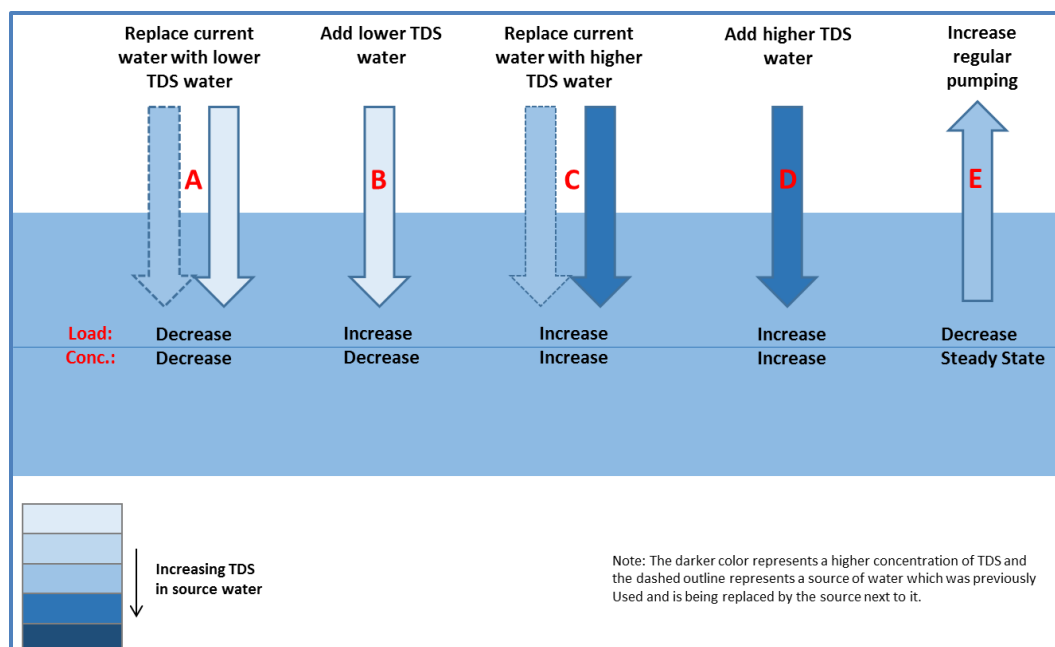 Replace current
water with lower
TDS water
Add lower TDS
water
Replace current
water with higher
TDS water
Add higher TDS
water
Increase
regular
pumping
A
B
C
D
E
Load: Decrease Increase Increase Increase Decrease
Conc.: Decrease Decrease Increase Increase Steady State
Increasing TDS
in source water
Note: The darker color represents a higher concentration of TDS and
the dashed outline represents a source of water which was previously
Used and is being replaced by the source next to it.